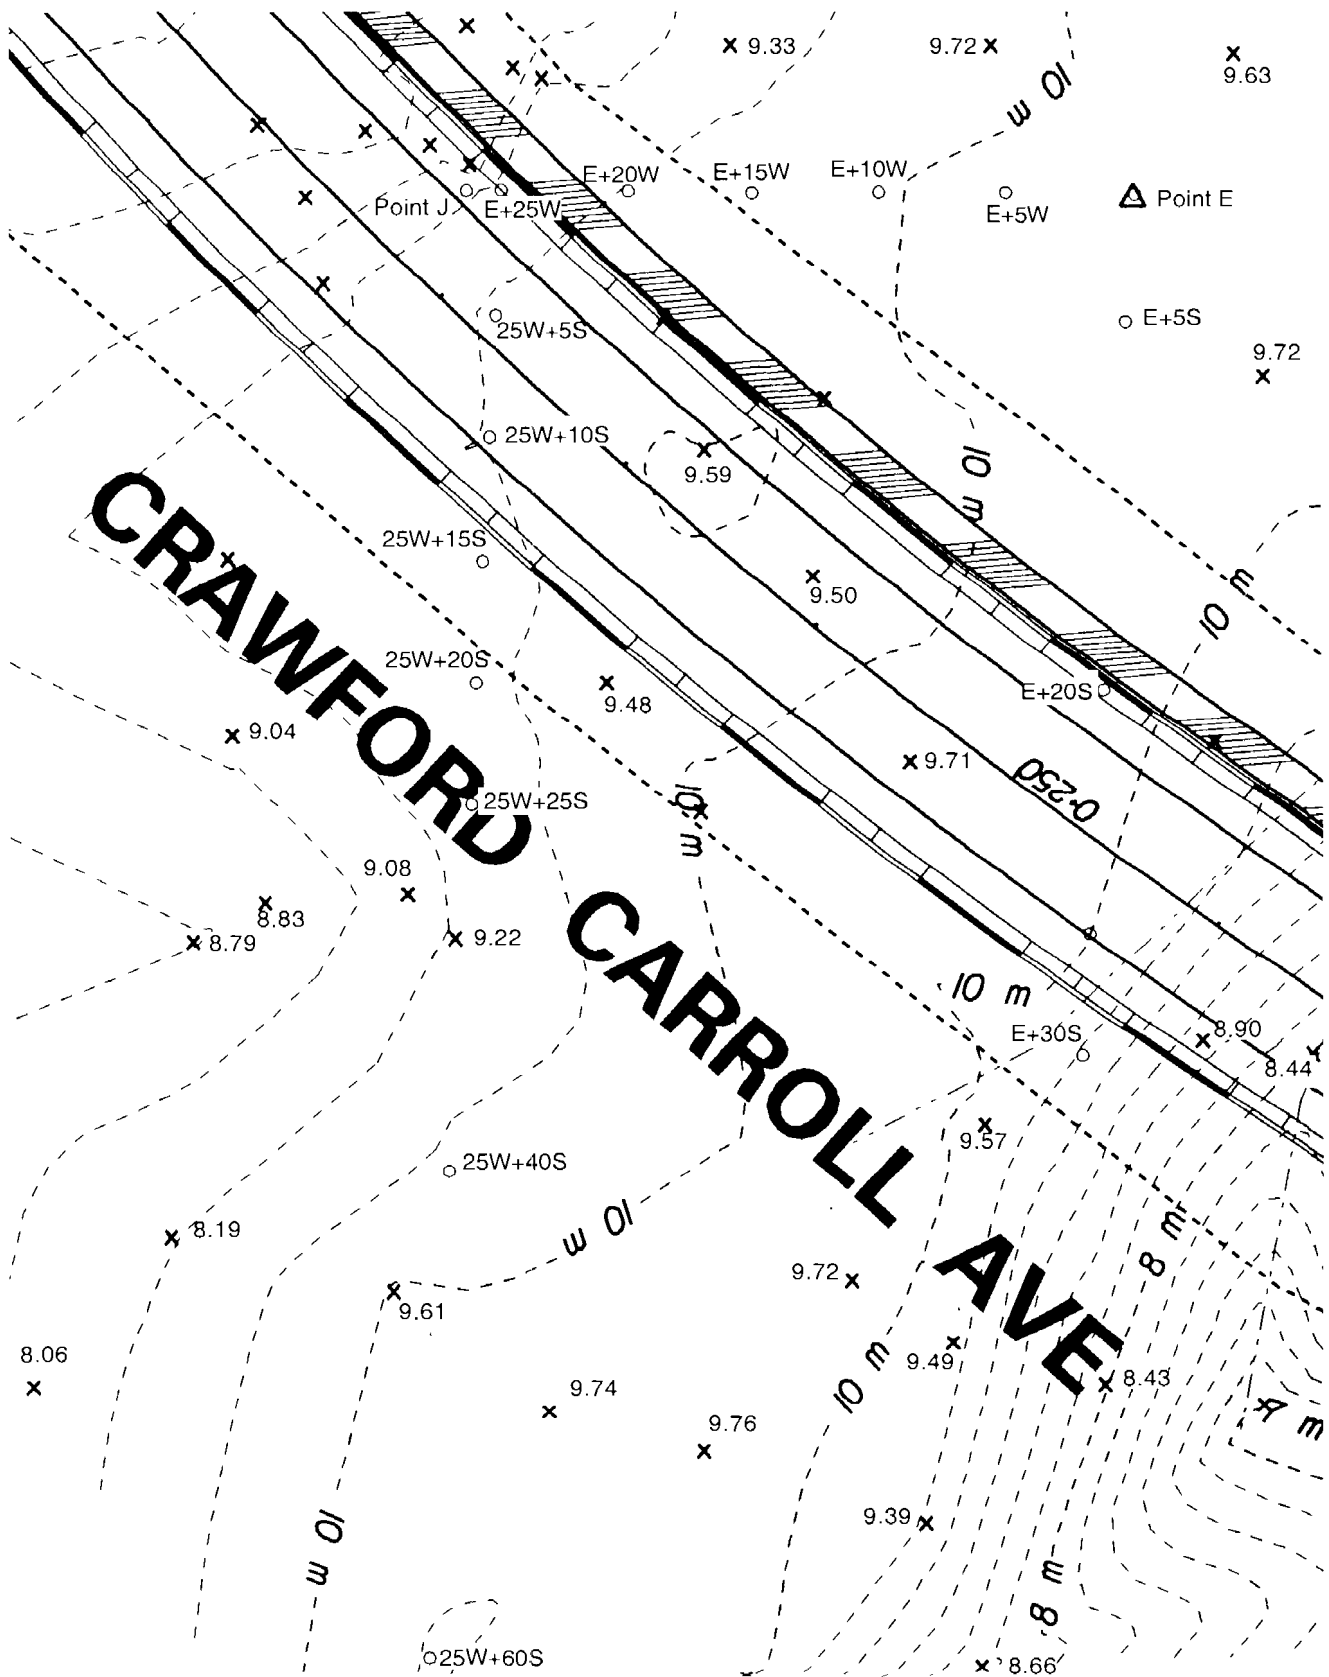 9.33
9.72
9.63
10 m
E+20W
E+15W
E+10W
Point E
Point J
E+25W
E+5W
25W+5S
E+5S
9.72
25W+10S
9.59
10 m
25W+15S
9.50
10 m
25W+20S
E+20S
9.48
9.04
9.71
0·250
25W+25S
10 m
9.08
8.83
8.79
9.22
10 m
E+30S
8.90
8.44
CRAWFORD CARROLL AVE
9.57
25W+40S
8.19
10 m
8 m
9.72
9.61
8.06
9.49
10 m
8.43
9.74
9.76
9.39
10 m
8 m
25W+60S
8.66